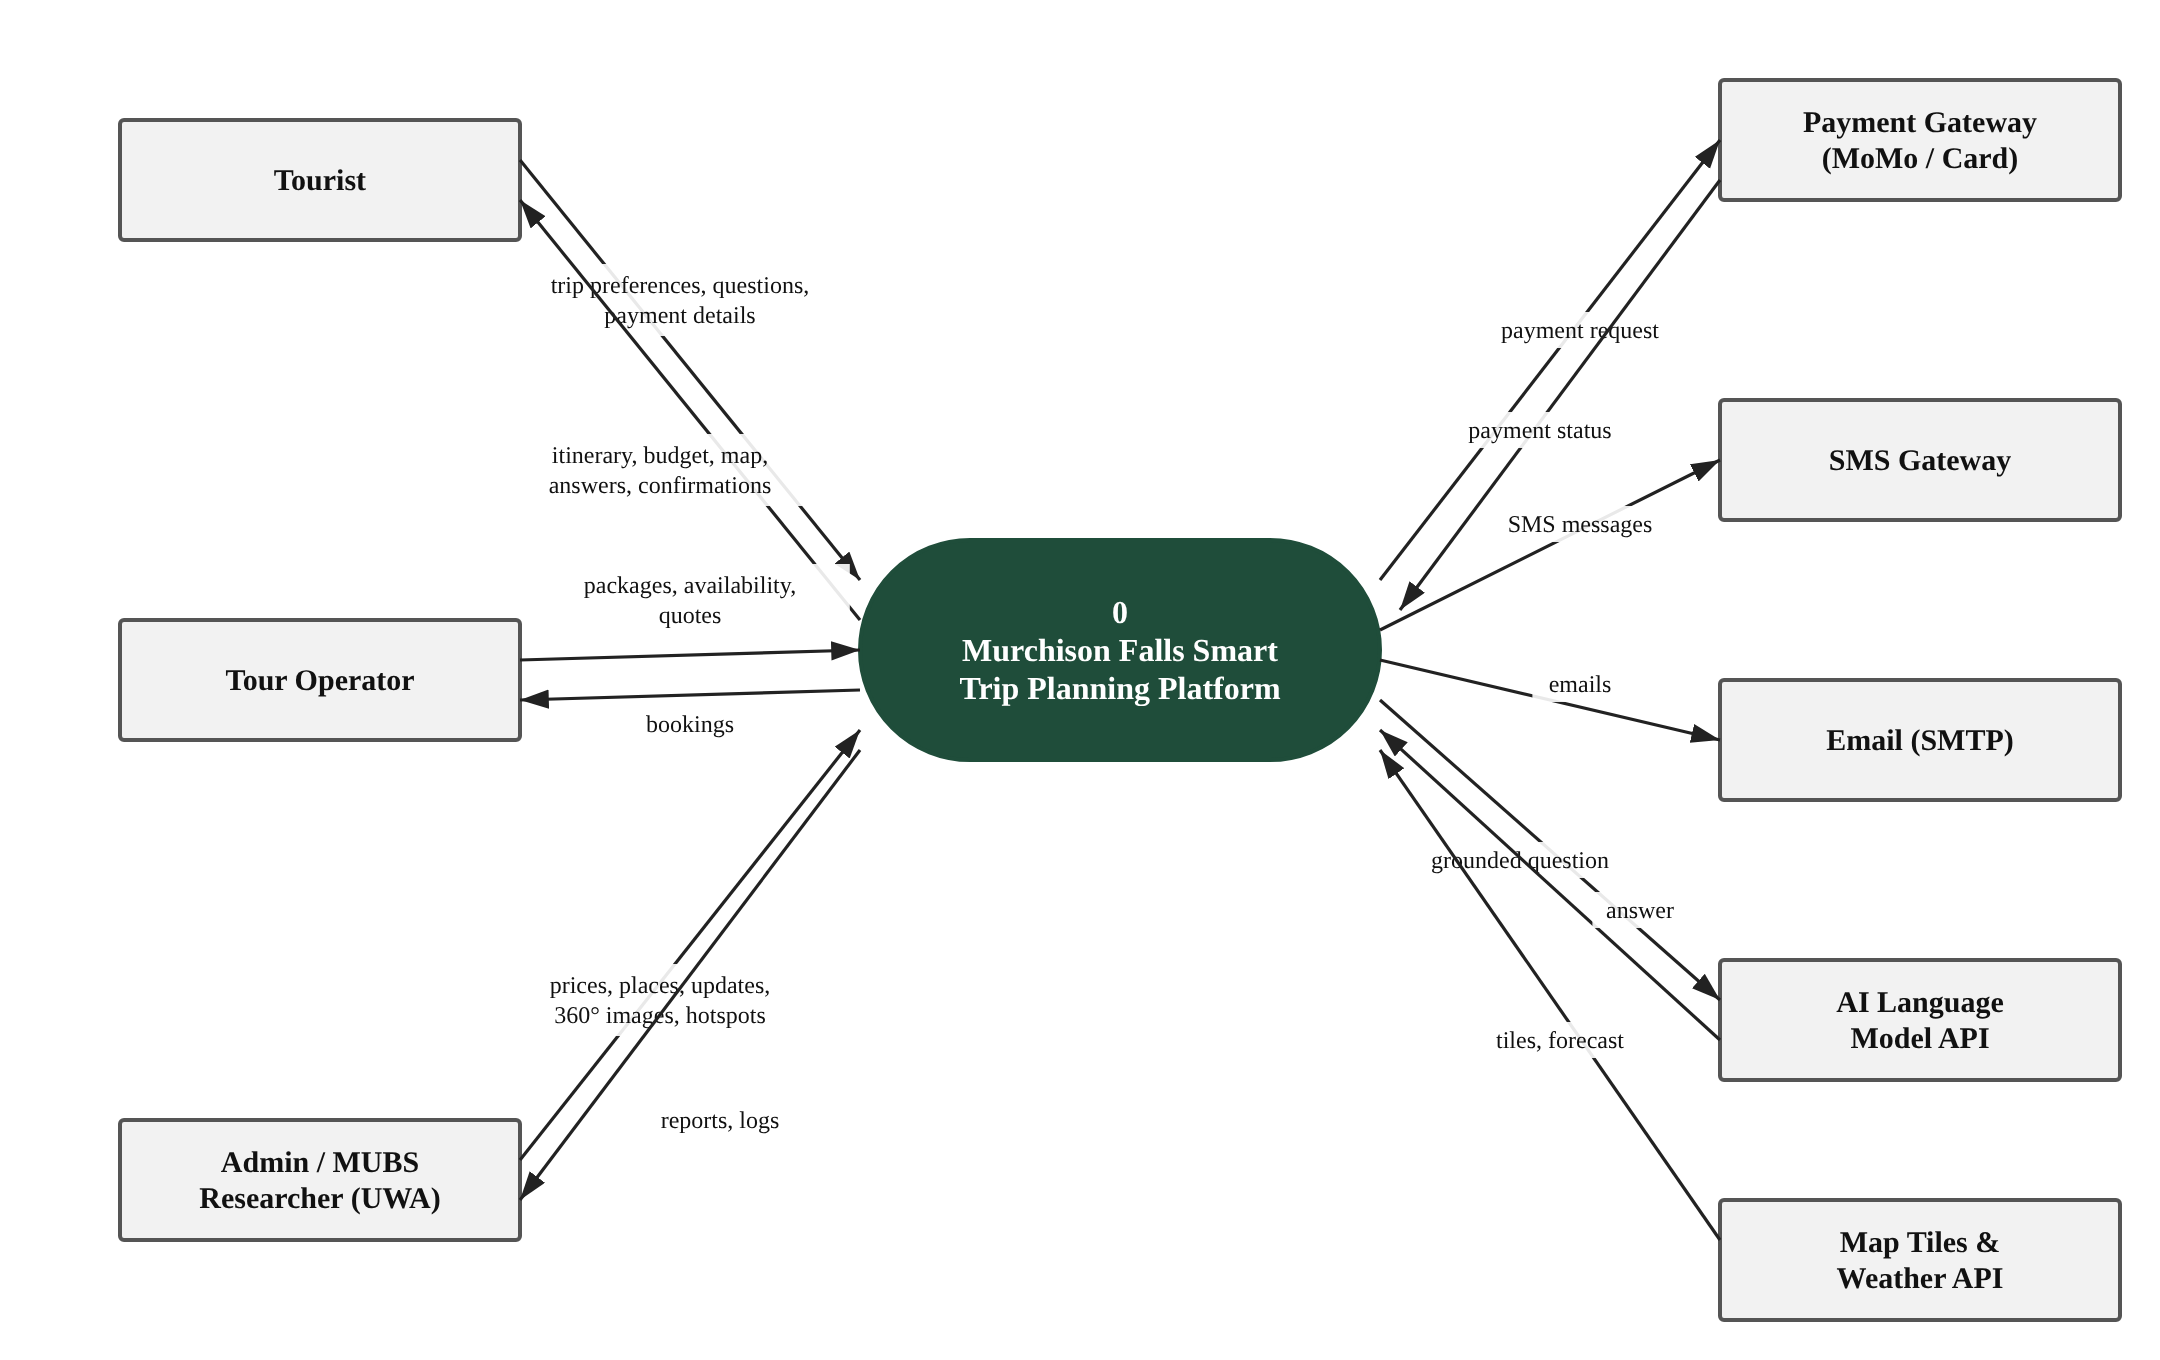 Tourist
trip preferences, questions,
payment details
itinerary, budget, map,
answers, confirmations
packages, availability,
quotes
Tour Operator
bookings
prices, places, updates,
360° images, hotspots
reports, logs
Admin / MUBS
Researcher (UWA)
0
Murchison Falls Smart
Trip Planning Platform
Payment Gateway
(MoMo / Card)
payment request
payment status
SMS Gateway
SMS messages
emails
Email (SMTP)
grounded question
answer
AI Language
Model API
tiles, forecast
Map Tiles &
Weather API